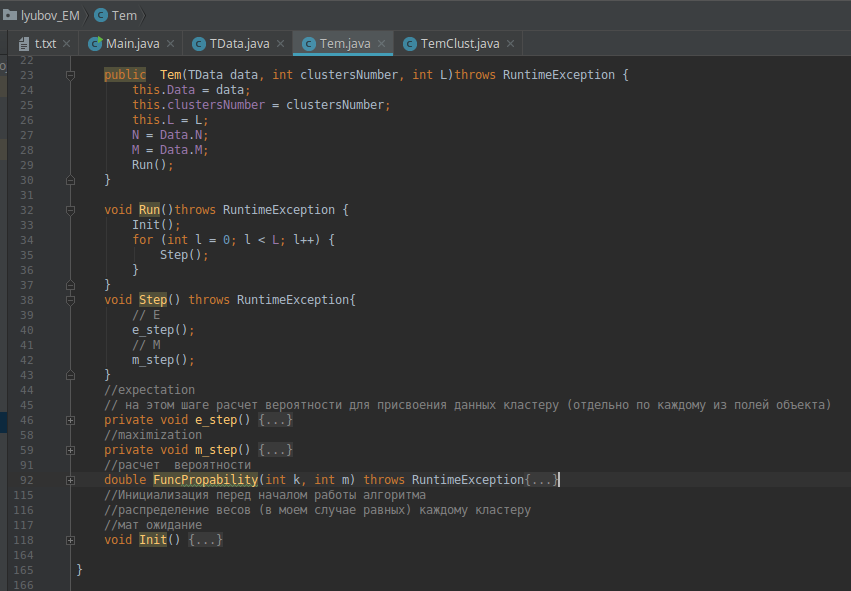 lyubov_EM Tem
t.txt Main.java TData.java Tem.java TemClust.java
22
23 public  Tem(TData data, int clustersNumber, int L)throws RuntimeException {
24 this.Data = data;
25 this.clustersNumber = clustersNumber;
26 this.L = L;
27 N = Data.N;
28 M = Data.M;
29 Run();
30 }
31
32 void Run()throws RuntimeException {
33 Init();
34 for (int l = 0; l < L; l++) {
35 Step();
36 }
37 }
38 void Step() throws RuntimeException{
39 // E
40 e_step();
41 // M
42 m_step();
43 }
44 //expectation
45 // на этом шаге расчет вероятности для присвоения данных кластеру (отдельно по каждому из полей объекта)
46 private void e_step() {...}
58 //maximization
59 private void m_step() {...}
91 //расчет  вероятности
92 double FuncPropability(int k, int m) throws RuntimeException{...}
115 //Инициализация перед началом работы алгоритма
116 //распределение весов (в моем случае равных) каждому кластеру
117 //мат ожидание
118 void Init() {...}
164
165 }
166